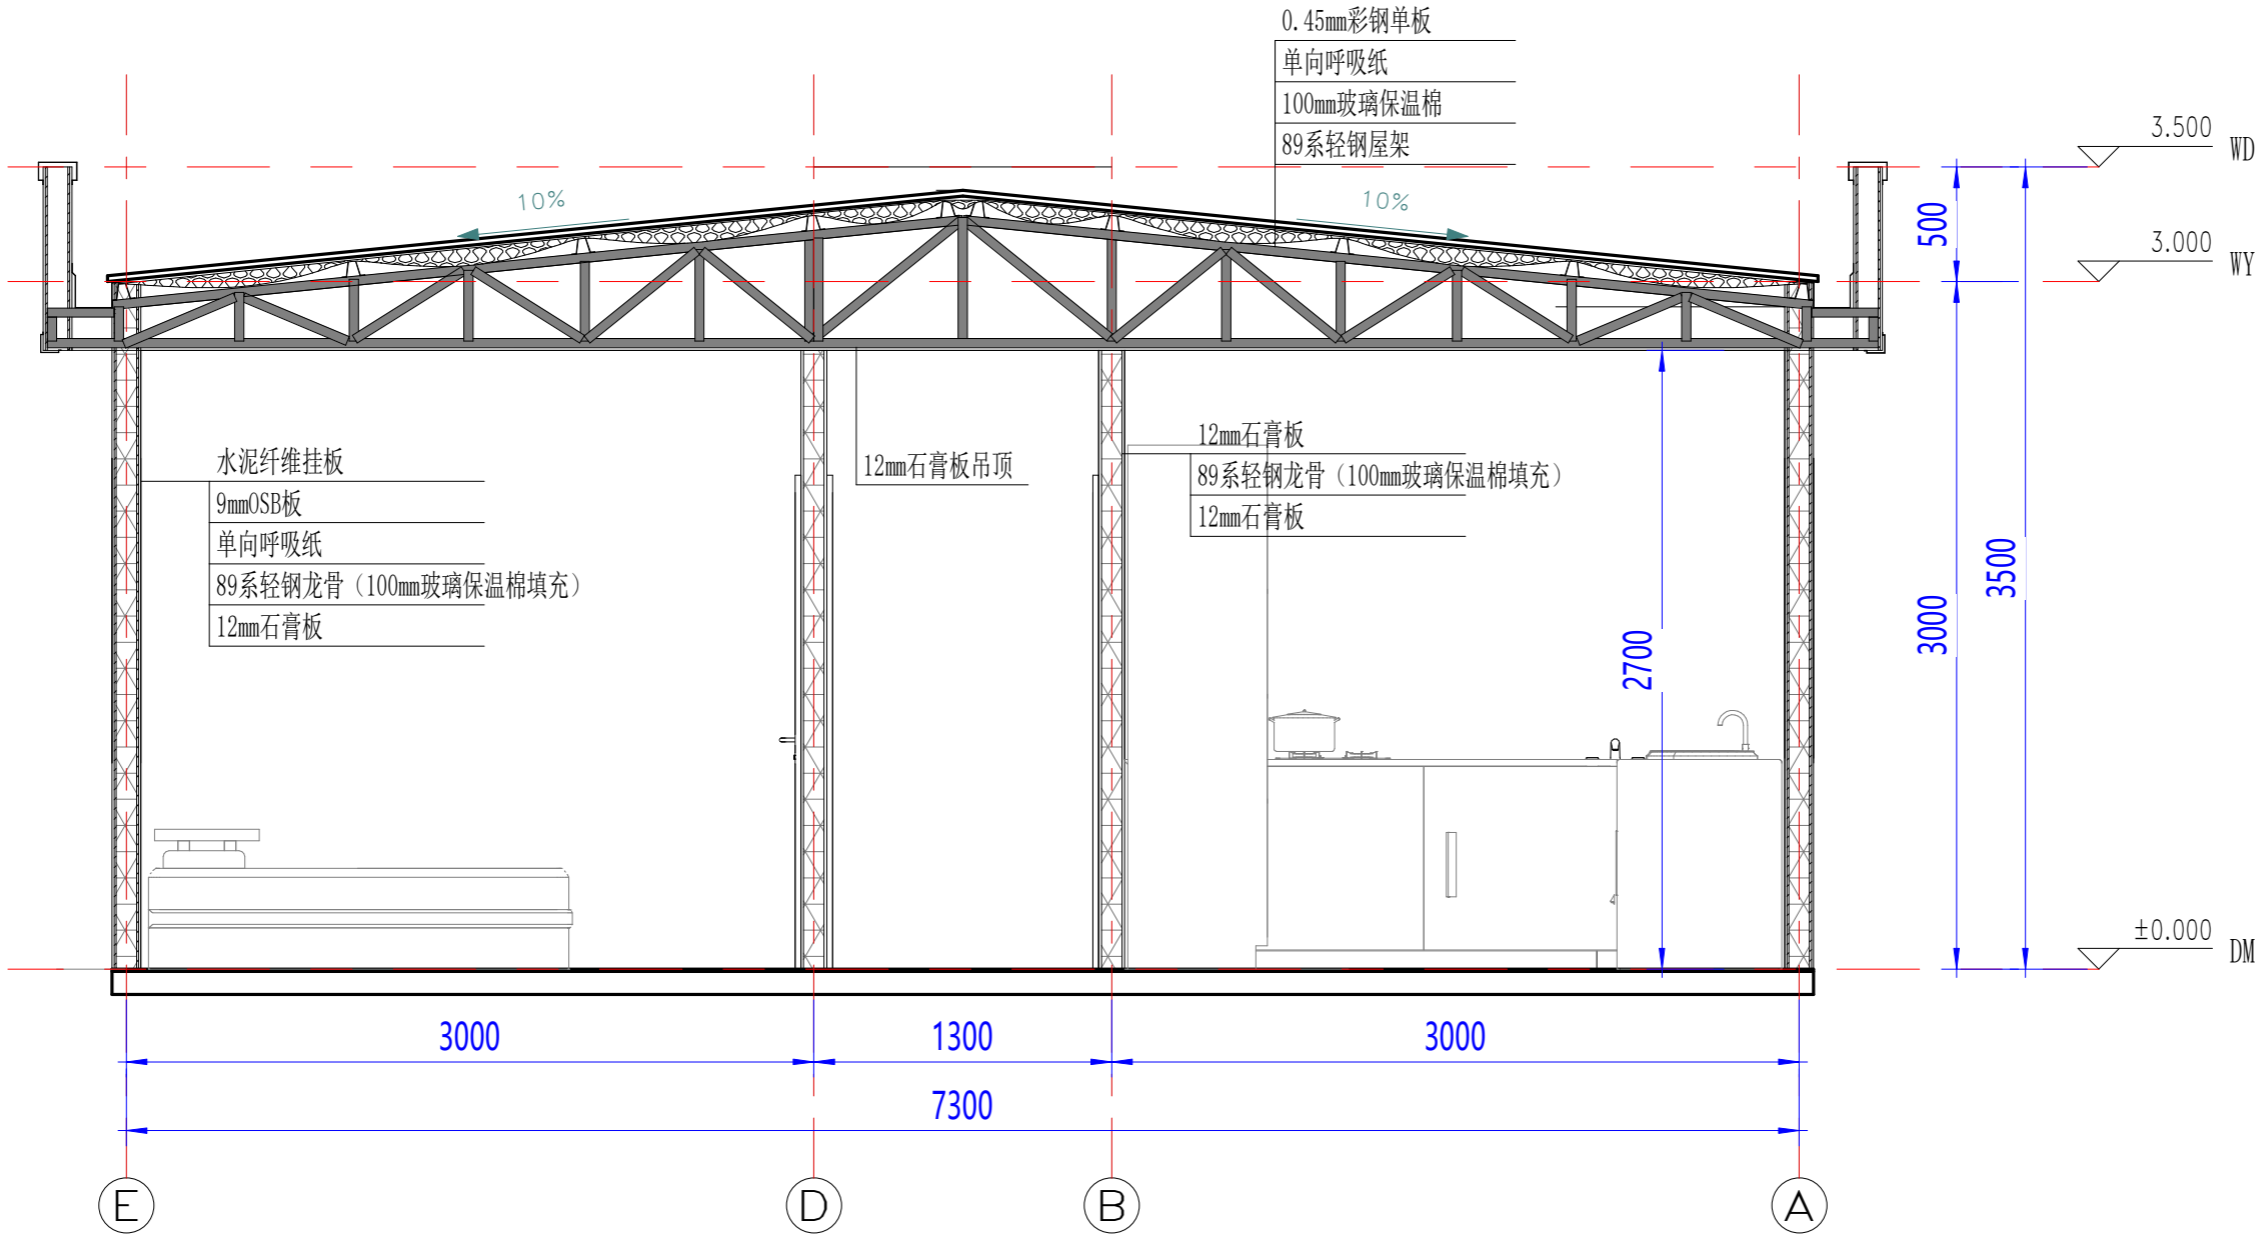 0.45mm彩钢单板
单向呼吸纸
100mm玻璃保温棉
89系轻钢屋架
3.500
WD
10%
10%
500
3.000
WY
水泥纤维挂板
9mmOSB板
单向呼吸纸
89系轻钢龙骨（100mm玻璃保温棉填充）
12mm石膏板
12mm石膏板吊顶
12mm石膏板
89系轻钢龙骨（100mm玻璃保温棉填充）
12mm石膏板
2700
3000
3500
±0.000
DM
3000
1300
3000
7300
E
D
B
A